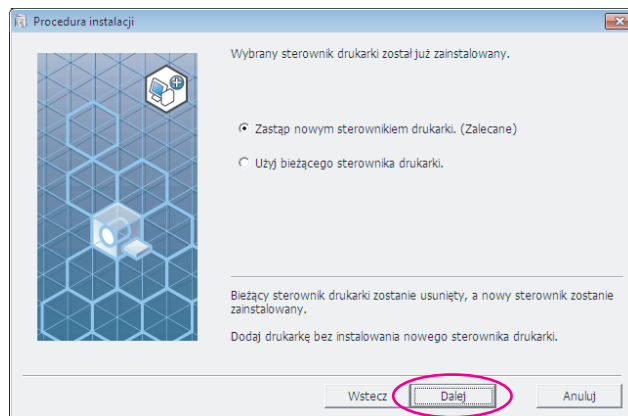 Procedura instalacji
Wybrany sterownik drukarki został już zainstalowany.
Zastąp nowym sterownikiem drukarki. (Zalecane)
Użyj bieżącego sterownika drukarki.
Bieżący sterownik drukarki zostanie usunięty, a nowy sterownik zostanie
zainstalowany.
Dodaj drukarkę bez instalowania nowego sterownika drukarki.
Wstecz Dalej Anuluj